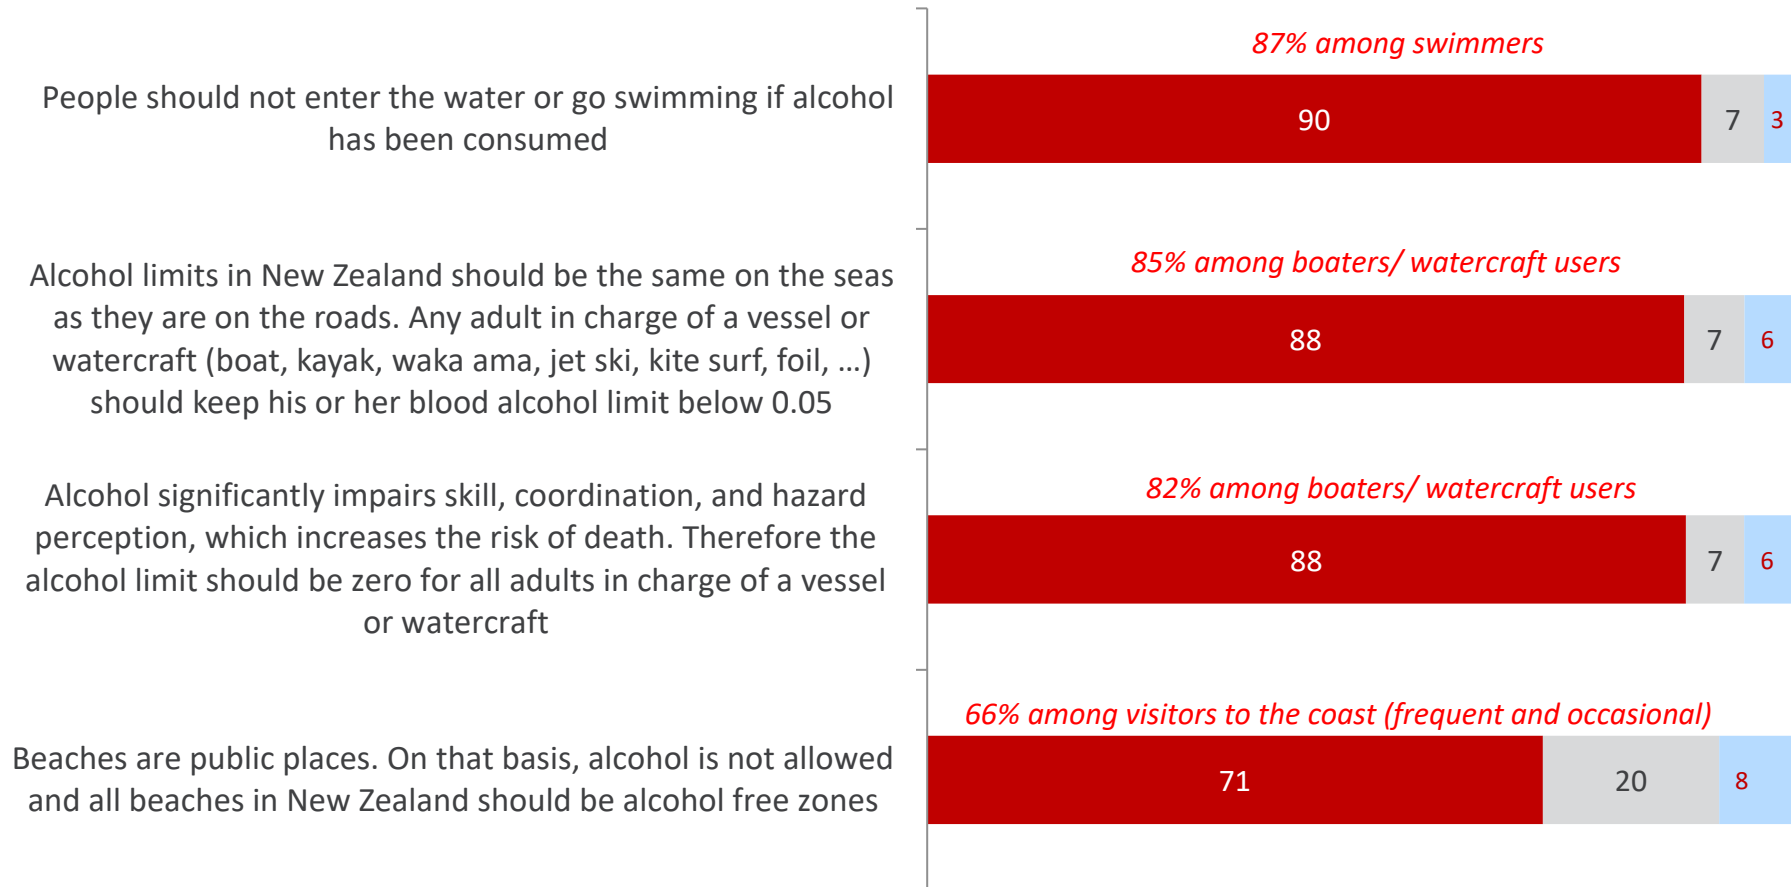 87% among swimmers
People should not enter the water or go swimming if alcohol
has been consumed
90
7
3
85% among boaters/ watercraft users
Alcohol limits in New Zealand should be the same on the seas
as they are on the roads. Any adult in charge of a vessel or
watercraft (boat, kayak, waka ama, jet ski, kite surf, foil, …)
should keep his or her blood alcohol limit below 0.05
88
7
6
82% among boaters/ watercraft users
Alcohol significantly impairs skill, coordination, and hazard
perception, which increases the risk of death. Therefore the
alcohol limit should be zero for all adults in charge of a vessel
or watercraft
88
7
6
66% among visitors to the coast (frequent and occasional)
Beaches are public places. On that basis, alcohol is not allowed
and all beaches in New Zealand should be alcohol free zones
71
20
8